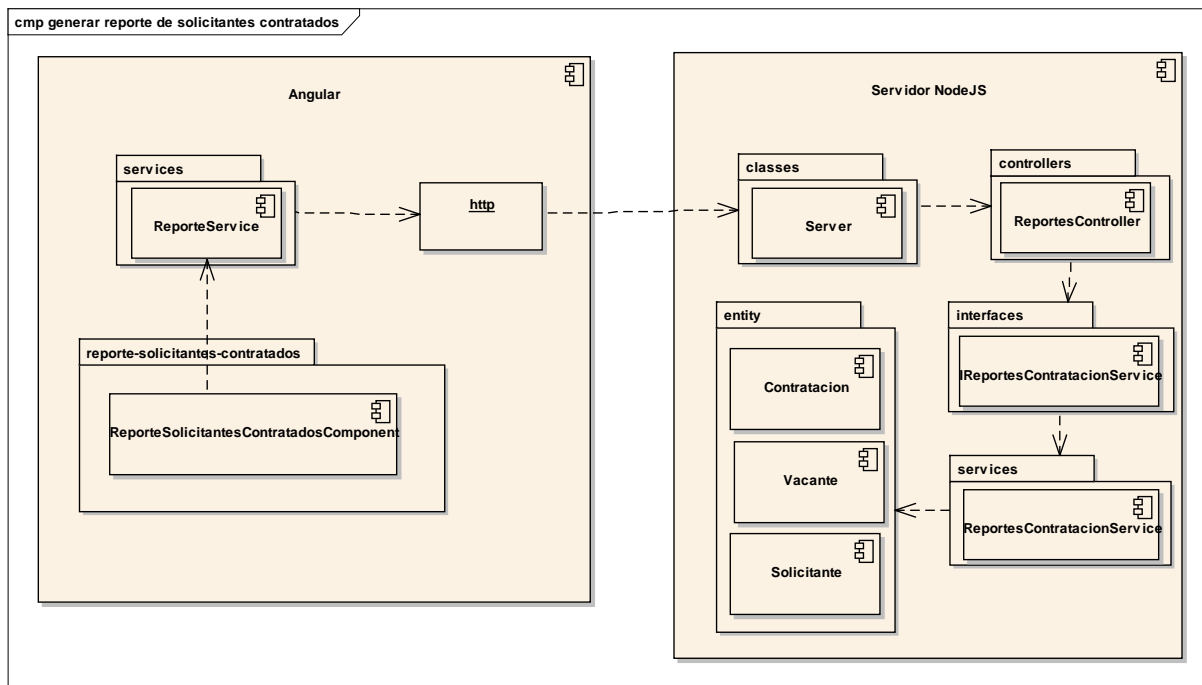 cmp generar reporte de solicitantes contratados
Angular
services
ReporteService
http
reporte-solicitantes-contratados
ReporteSolicitantesContratadosComponent
Servidor NodeJS
classes
Server
controllers
ReportesController
interfaces
IReportesContratacionService
services
ReportesContratacionService
entity
Contratacion
Vacante
Solicitante